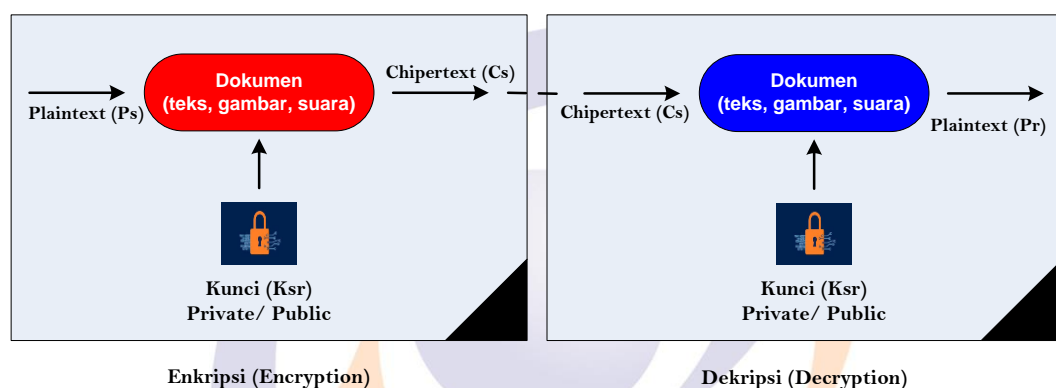 Plaintext (Ps)
Dokumen
(teks, gambar, suara)
Chipertext (Cs)
Kunci (Ksr)
Private/ Public
Enkripsi (Encryption)
Chipertext (Cs)
Dokumen
(teks, gambar, suara)
Plaintext (Pr)
Kunci (Ksr)
Private/ Public
Dekripsi (Decryption)